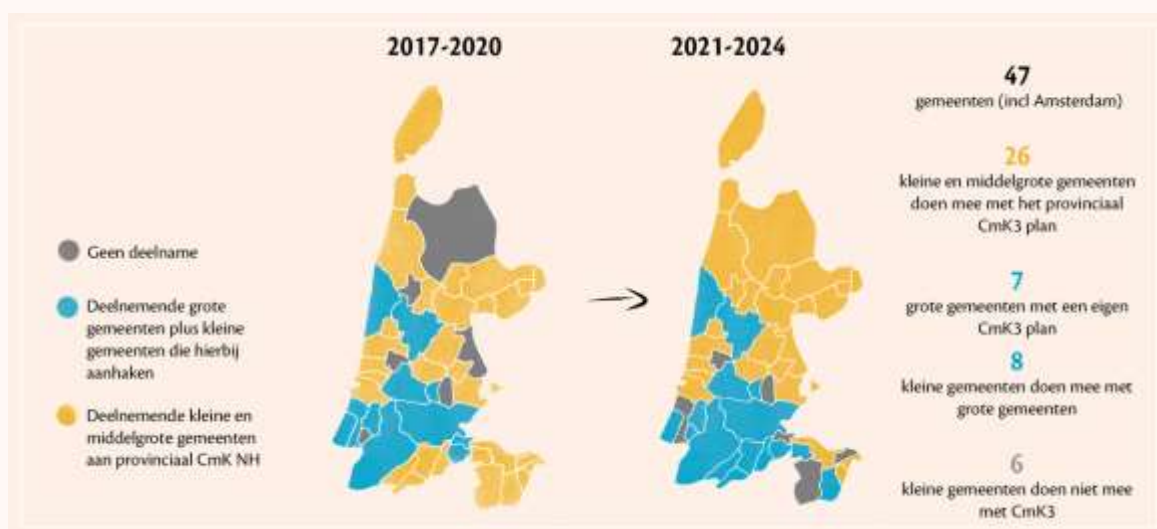 2017-2020
2021-2024
Geen deelname
Deelnemende grote
gemeenten plus kleine
gemeenten die hierbij
aanhaken
Deelnemende kleine en
middelgrote gemeenten
aan provinciaal CmK NH
47
gemeenten (incl Amsterdam)
26
kleine en middelgrote gemeenten
doen mee met het provinciaal
CmK3 plan
7
grote gemeenten met een eigen
CmK3 plan
8
kleine gemeenten doen mee met
grote gemeenten
6
kleine gemeenten doen niet mee
met CmK3